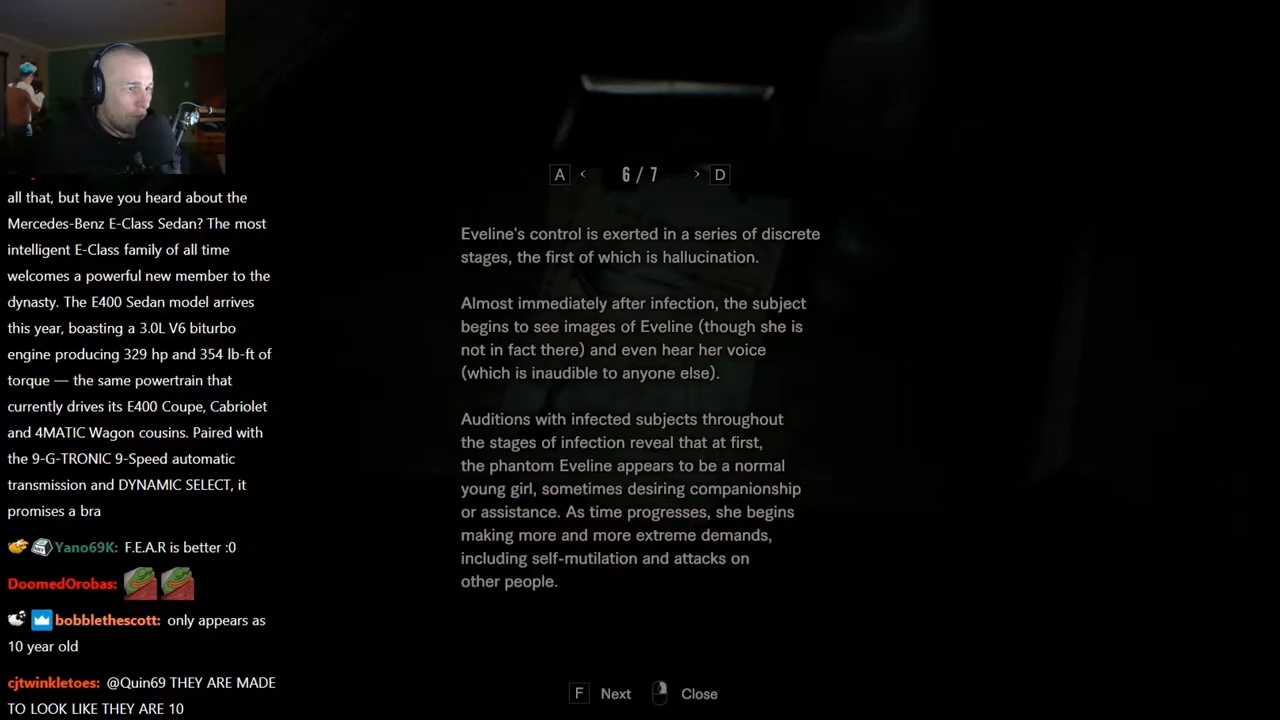 all that, but have you heard about the
Mercedes-Benz E-Class Sedan? The most
intelligent E-Class family of all time
welcomes a powerful new member to the
dynasty. The E400 Sedan model arrives
this year, boasting a 3.0L V6 biturbo
engine producing 329 hp and 354 lb-ft of
torque — the same powertrain that
currently drives its E400 Coupe, Cabriolet
and 4MATIC Wagon cousins. Paired with
the 9-G-TRONIC 9-Speed automatic
transmission and DYNAMIC SELECT, it
promises a bra
Yano69K: F.E.A.R is better :0
DoomedOrobas:
bobblethescott: only appears as
10 year old
cjtwinkletoes: @Quin69 THEY ARE MADE
TO LOOK LIKE THEY ARE 10
A < 6 / 7 > D
Eveline's control is exerted in a series of discrete
stages, the first of which is hallucination.
Almost immediately after infection, the subject
begins to see images of Eveline (though she is
not in fact there) and even hear her voice
(which is inaudible to anyone else).
Auditions with infected subjects throughout
the stages of infection reveal that at first,
the phantom Eveline appears to be a normal
young girl, sometimes desiring companionship
or assistance. As time progresses, she begins
making more and more extreme demands,
including self-mutilation and attacks on
other people.
F Next Close